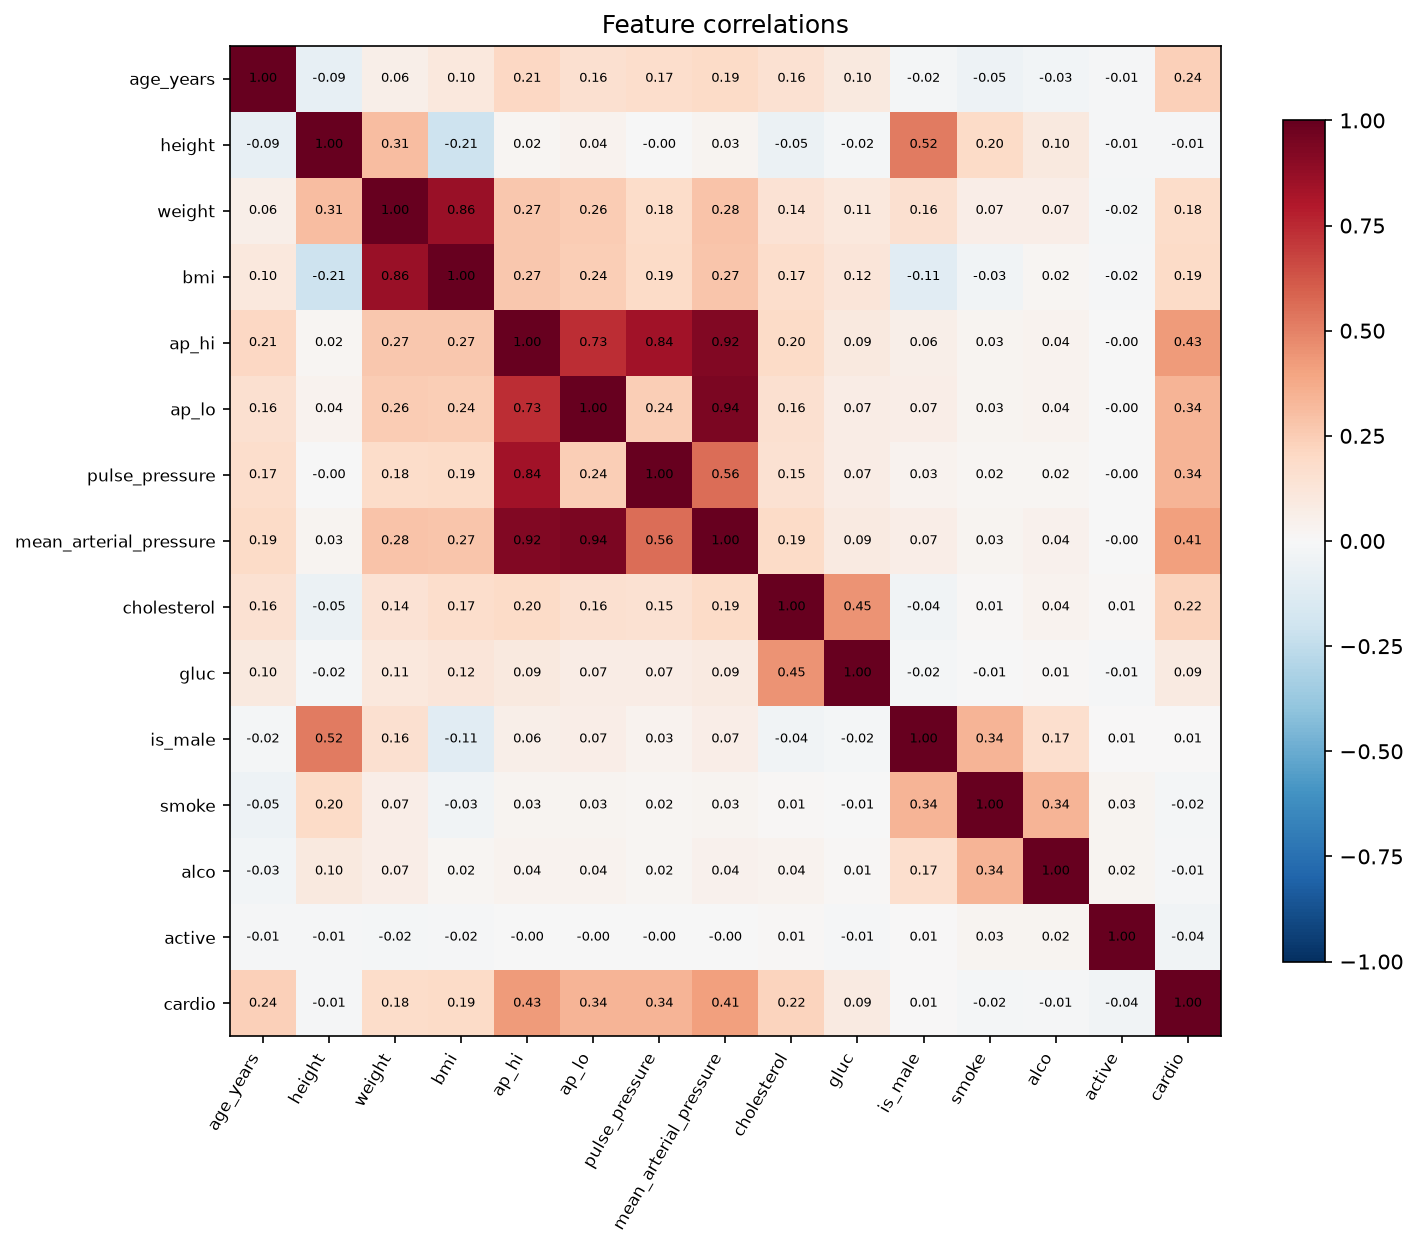 Feature correlations
age_years 1.00 -0.09 0.06 0.10 0.21 0.16 0.17 0.19 0.16 0.10 -0.02 -0.05 -0.03 -0.01 0.24
height -0.09 1.00 0.31 -0.21 0.02 0.04 -0.00 0.03 -0.05 -0.02 0.52 0.20 0.10 -0.01 -0.01
weight 0.06 0.31 1.00 0.86 0.27 0.26 0.18 0.28 0.14 0.11 0.16 0.07 0.07 -0.02 0.18
bmi 0.10 -0.21 0.86 1.00 0.27 0.24 0.19 0.27 0.17 0.12 -0.11 -0.03 0.02 -0.02 0.19
ap_hi 0.21 0.02 0.27 0.27 1.00 0.73 0.84 0.92 0.20 0.09 0.06 0.03 0.04 -0.00 0.43
ap_lo 0.16 0.04 0.26 0.24 0.73 1.00 0.24 0.94 0.16 0.07 0.07 0.03 0.04 -0.00 0.34
pulse_pressure 0.17 -0.00 0.18 0.19 0.84 0.24 1.00 0.56 0.15 0.07 0.03 0.02 0.02 -0.00 0.34
mean_arterial_pressure 0.19 0.03 0.28 0.27 0.92 0.94 0.56 1.00 0.19 0.09 0.07 0.03 0.04 -0.00 0.41
cholesterol 0.16 -0.05 0.14 0.17 0.20 0.16 0.15 0.19 1.00 0.45 -0.04 0.01 0.04 0.01 0.22
gluc 0.10 -0.02 0.11 0.12 0.09 0.07 0.07 0.09 0.45 1.00 -0.02 -0.01 0.01 -0.01 0.09
is_male -0.02 0.52 0.16 -0.11 0.06 0.07 0.03 0.07 -0.04 -0.02 1.00 0.34 0.17 0.01 0.01
smoke -0.05 0.20 0.07 -0.03 0.03 0.03 0.02 0.03 0.01 -0.01 0.34 1.00 0.34 0.03 -0.02
alco -0.03 0.10 0.07 0.02 0.04 0.04 0.02 0.04 0.04 0.01 0.17 0.34 1.00 0.02 -0.01
active -0.01 -0.01 -0.02 -0.02 -0.00 -0.00 -0.00 -0.00 0.01 -0.01 0.01 0.03 0.02 1.00 -0.04
cardio 0.24 -0.01 0.18 0.19 0.43 0.34 0.34 0.41 0.22 0.09 0.01 -0.02 -0.01 -0.04 1.00
age_years
height
weight
bmi
ap_hi
ap_lo
pulse_pressure
mean_arterial_pressure
cholesterol
gluc
is_male
smoke
alco
active
cardio
1.00
0.75
0.50
0.25
0.00
−0.25
−0.50
−0.75
−1.00